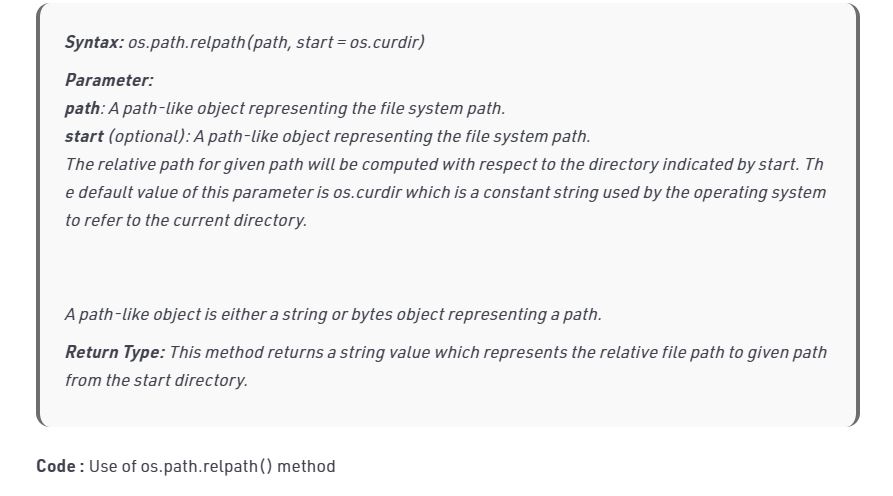 Syntax: os.path.relpath(path, start = os.curdir)
Parameter:
path: A path-like object representing the file system path.
start (optional): A path-like object representing the file system path.
The relative path for given path will be computed with respect to the directory indicated by start. Th
e default value of this parameter is os.curdir which is a constant string used by the operating system
to refer to the current directory.
A path-like object is either a string or bytes object representing a path.
Return Type: This method returns a string value which represents the relative file path to given path
from the start directory.
Code : Use of os.path.relpath() method